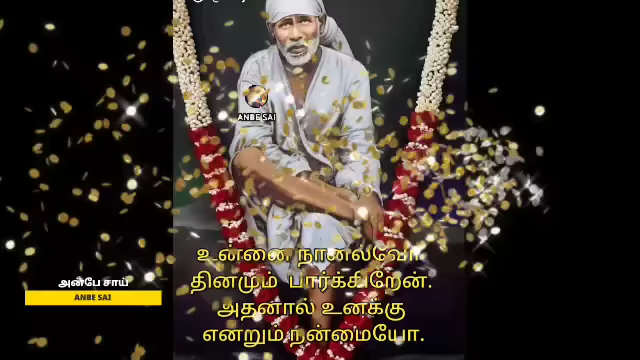 ANBE SAI
உன்னை நானல்லவோ
தினமும் பார்க்கிறேன்.
அதனால் உனக்கு
என்றும் நன்மையோ.
அன்பே சாய்
ANBE SAI